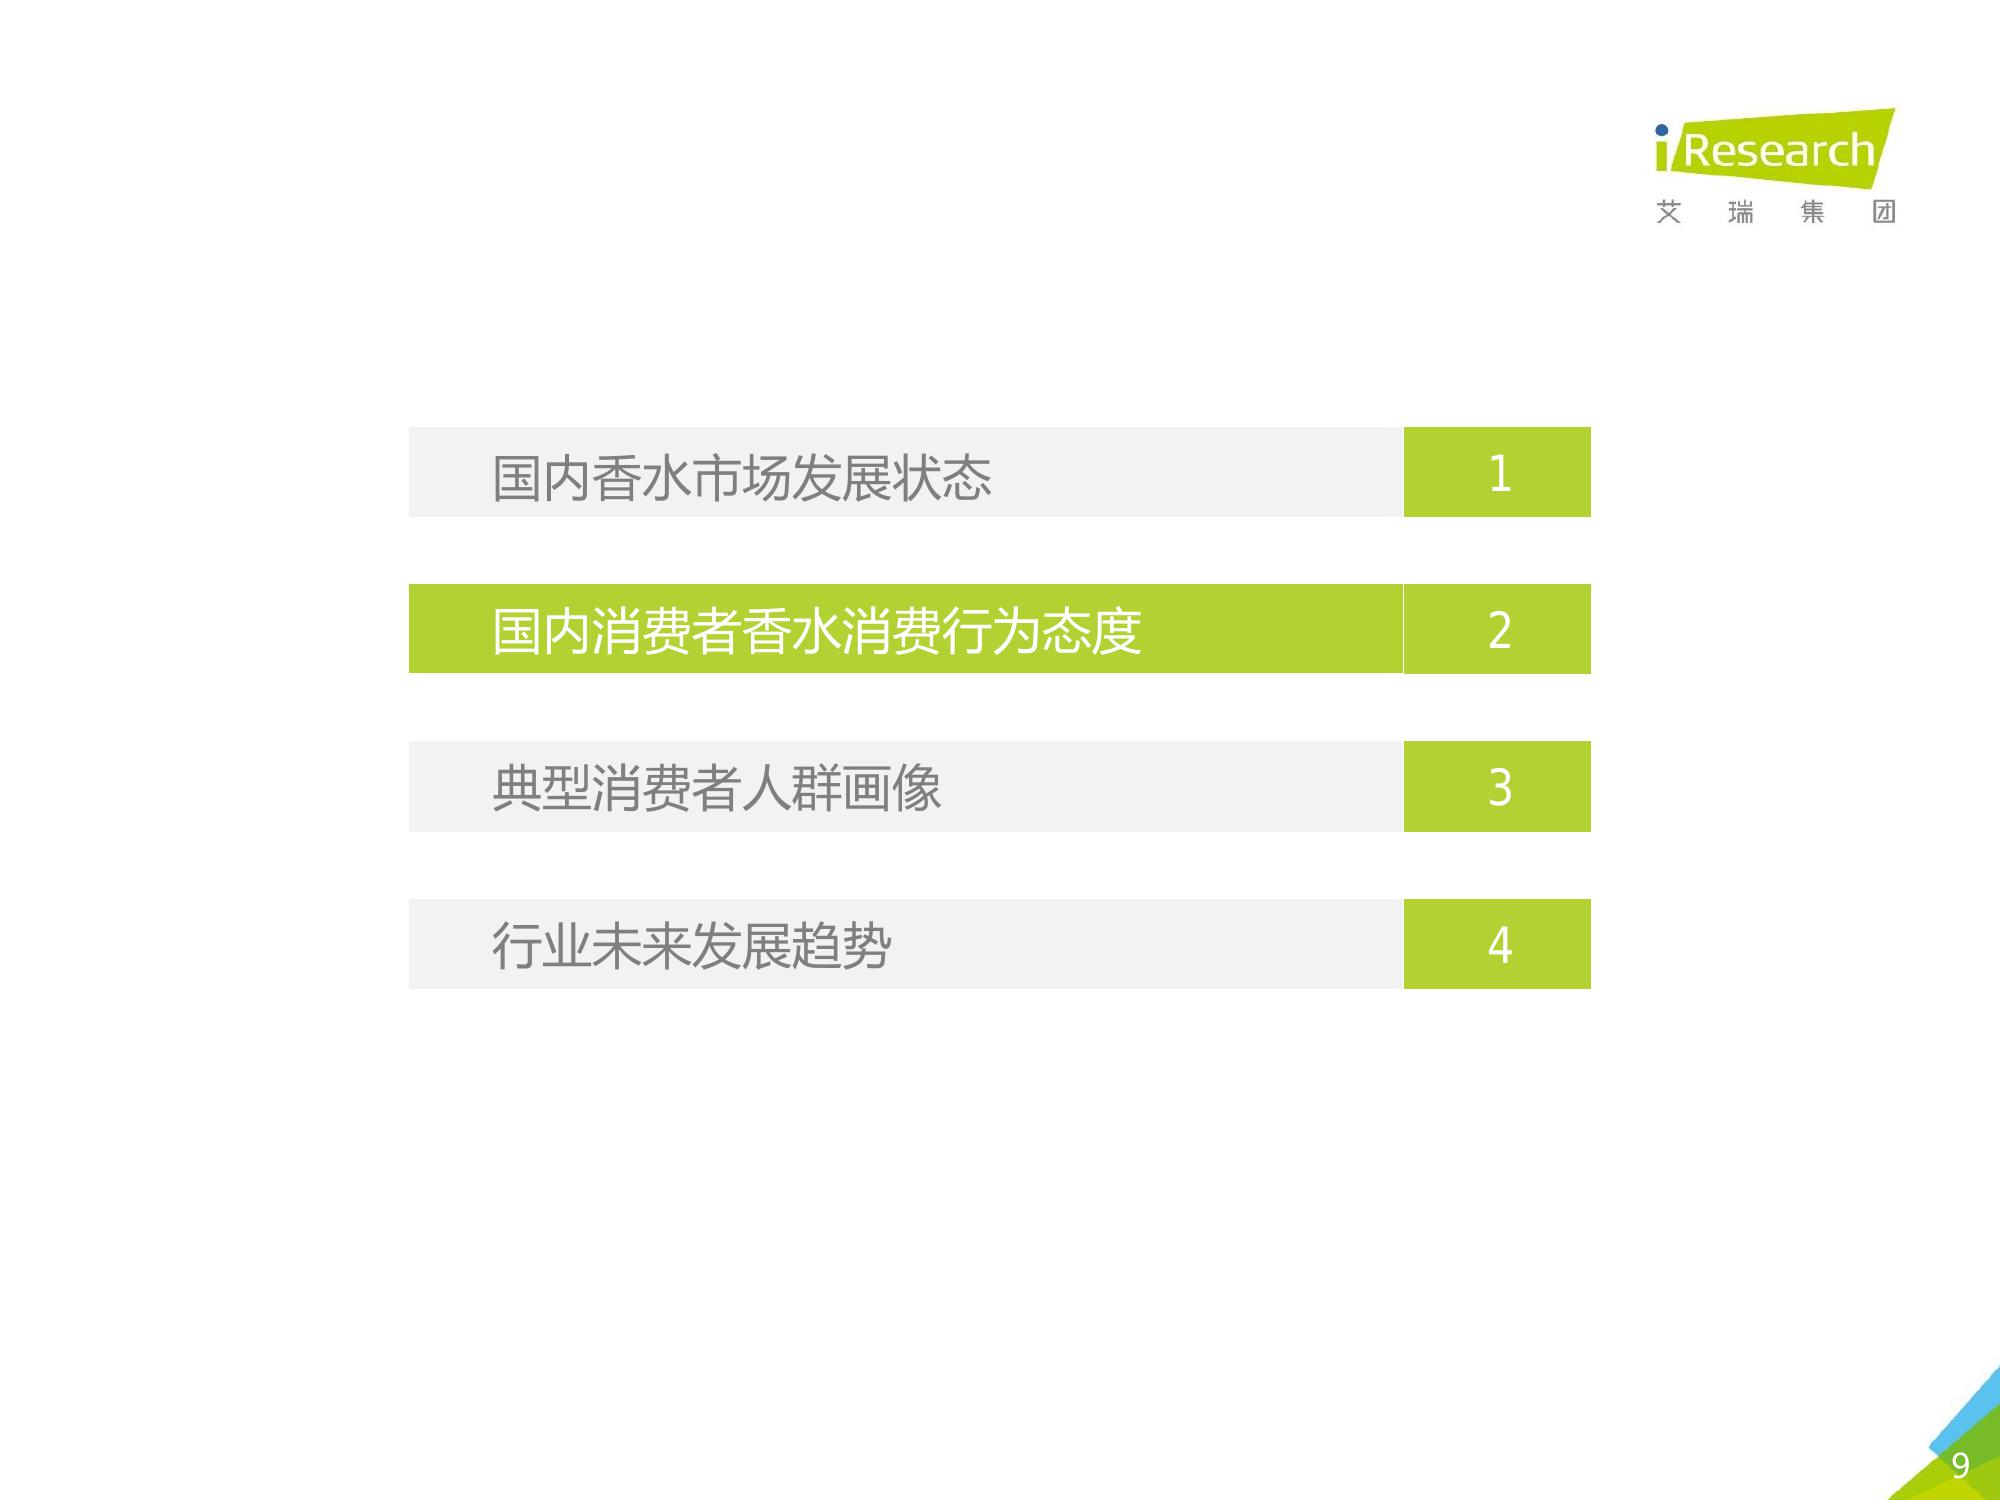 iResearch
艾瑞集团
国内香水市场发展状态 1
国内消费者香水消费行为态度 2
典型消费者人群画像 3
行业未来发展趋势 4
9